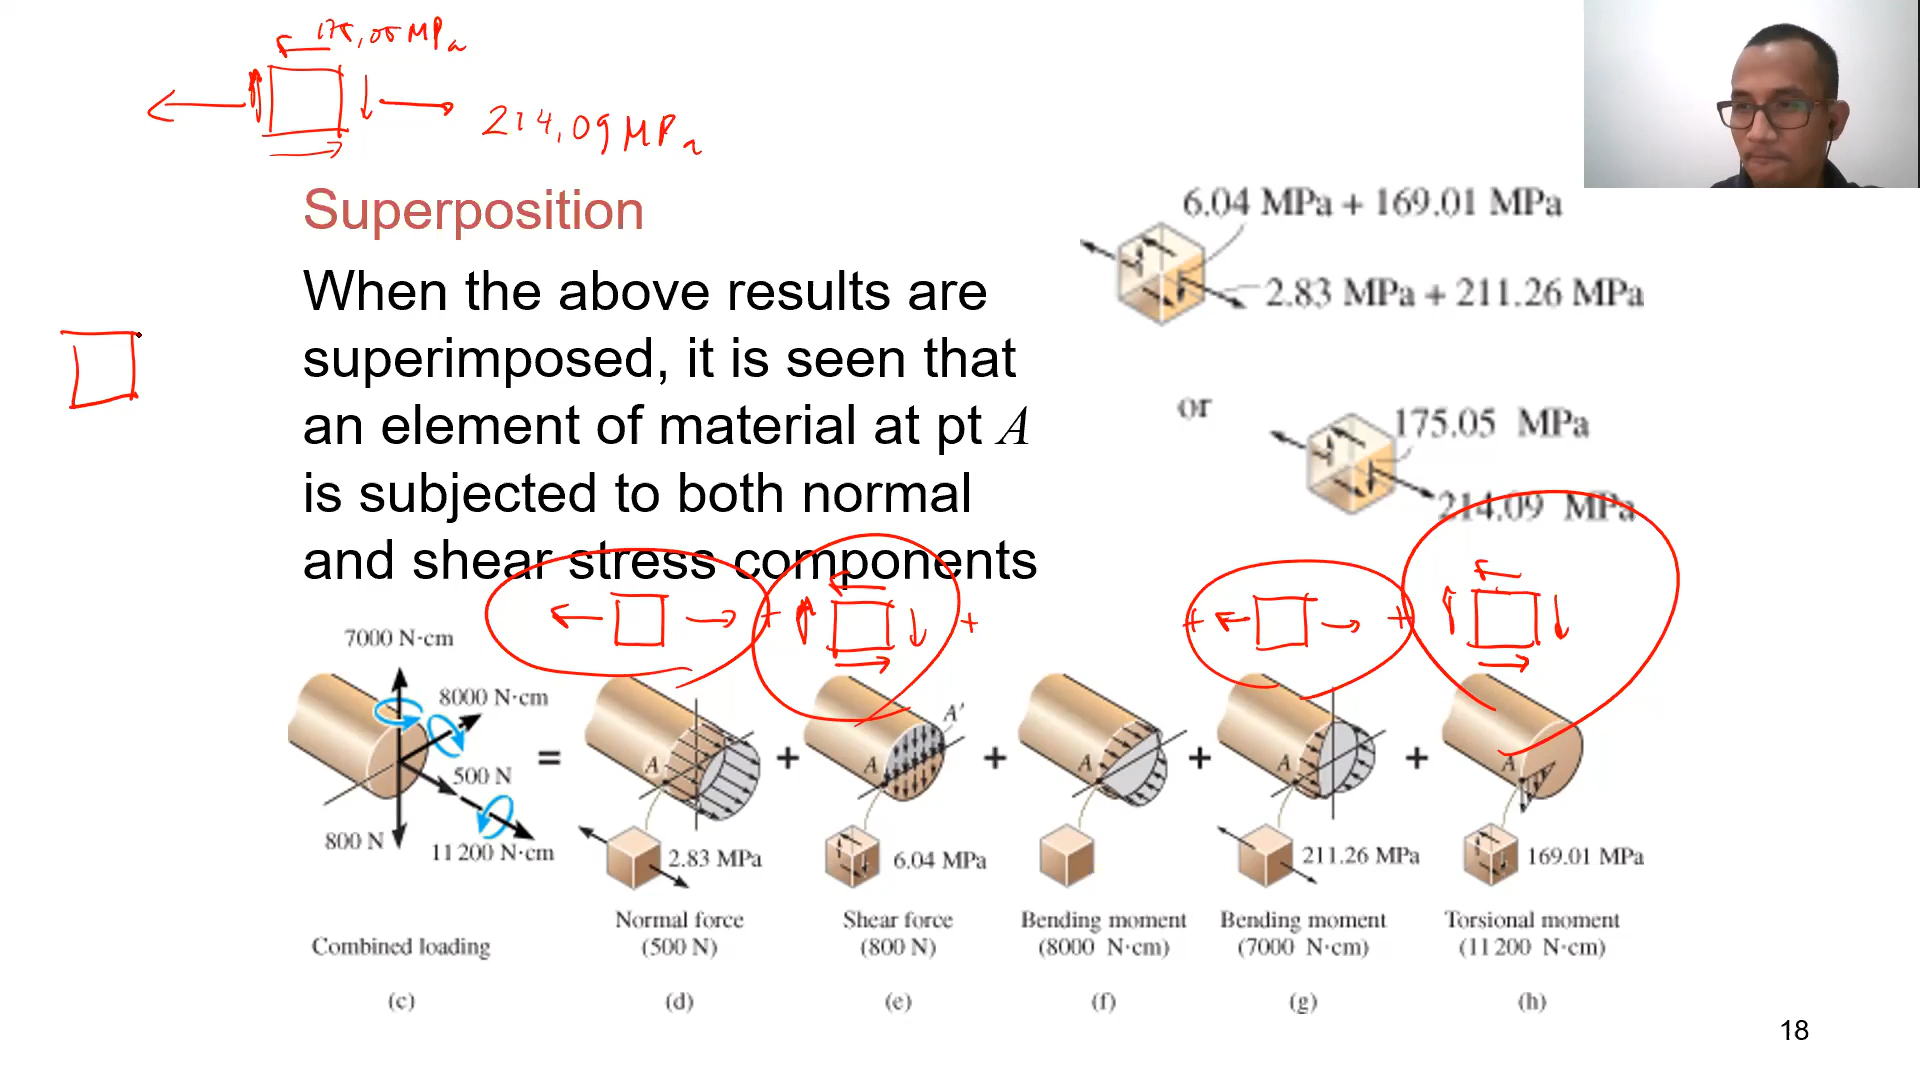 175,05 MPa
214,09 MPa
Superposition
When the above results are
superimposed, it is seen that
an element of material at pt A
is subjected to both normal
and shear stress components
6.04 MPa + 169.01 MPa
2.83 MPa + 211.26 MPa
or
175.05 MPa
214.09 MPa
+ + + +
7000 N·cm
8000 N·cm
500 N
800 N
11 200 N·cm
= + + + +
A A A' A A A
2.83 MPa 6.04 MPa 211.26 MPa 169.01 MPa
Combined loading
Normal force Shear force Bending moment Bending moment Torsional moment
(500 N) (800 N) (8000 N·cm) (7000 N·cm) (11 200 N·cm)
(c) (d) (e) (f) (g) (h)
18